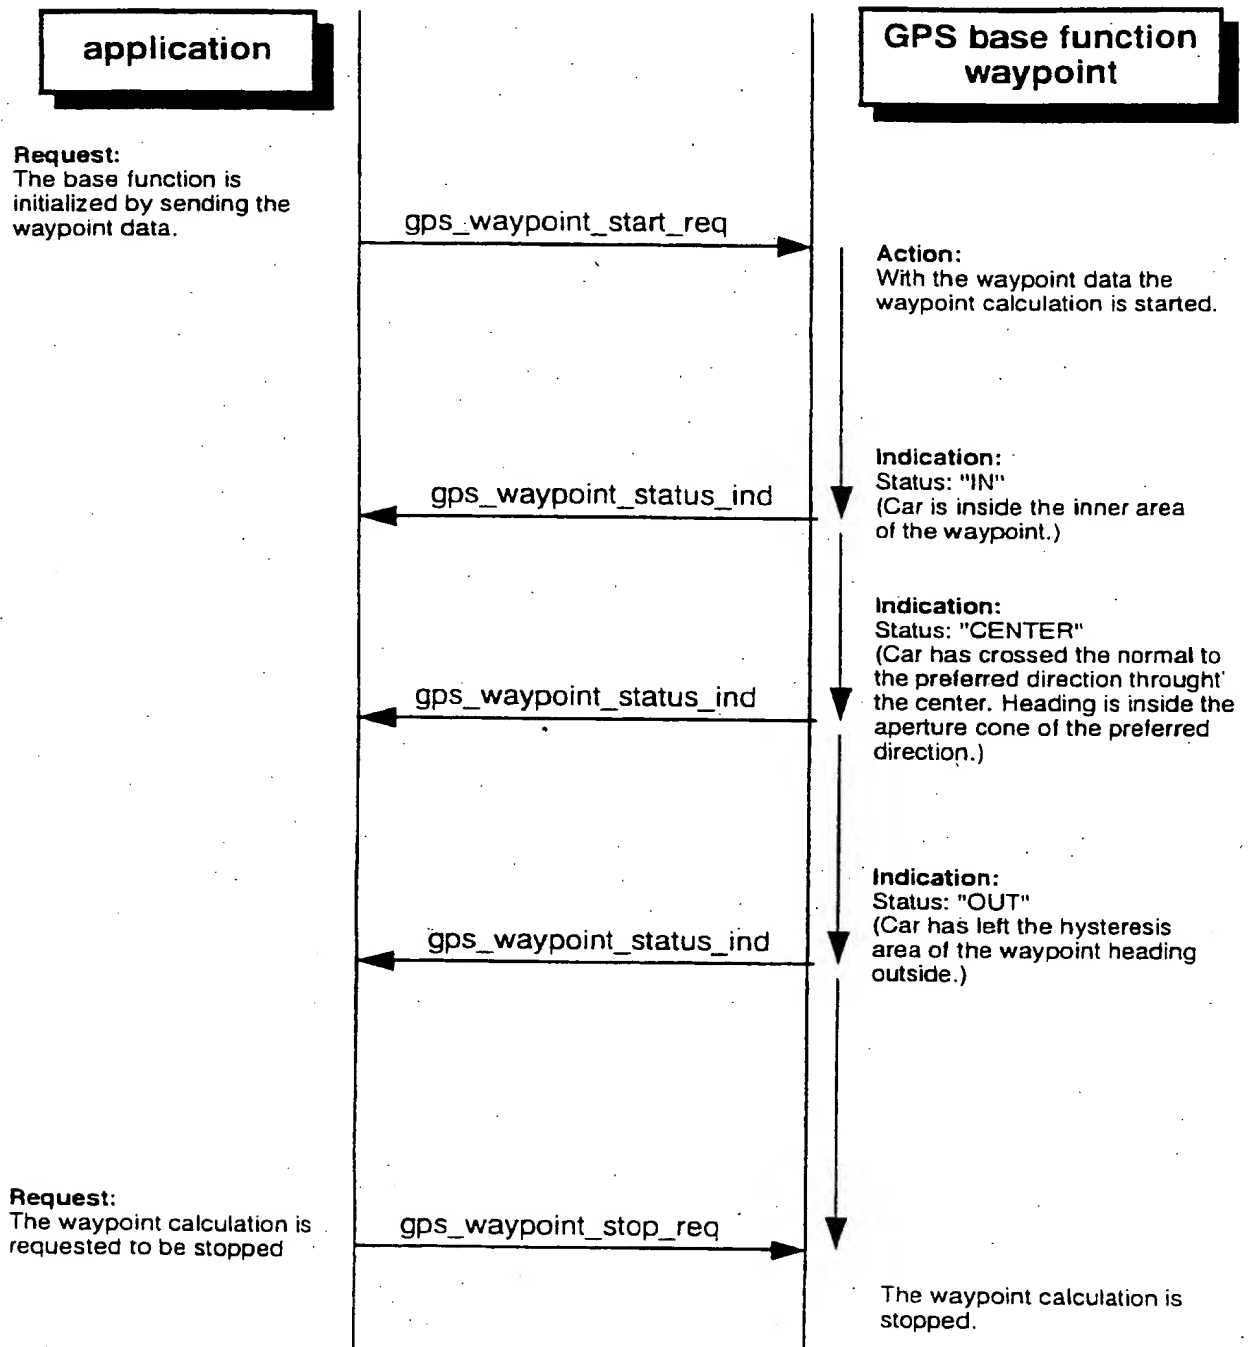 application
GPS base function
waypoint
Request:
The base function is
initialized by sending the
waypoint data.
gps_waypoint_start_req
Action:
With the waypoint data the
waypoint calculation is started.
Indication:
Status: "IN"
(Car is inside the inner area
of the waypoint.)
gps_waypoint_status_ind
Indication:
Status: "CENTER"
(Car has crossed the normal to
the preferred direction throught
the center. Heading is inside the
aperture cone of the preferred
direction.)
gps_waypoint_status_ind
Indication:
Status: "OUT"
(Car has left the hysteresis
area of the waypoint heading
outside.)
gps_waypoint_status_ind
Request:
The waypoint calculation is
requested to be stopped
gps_waypoint_stop_req
The waypoint calculation is
stopped.